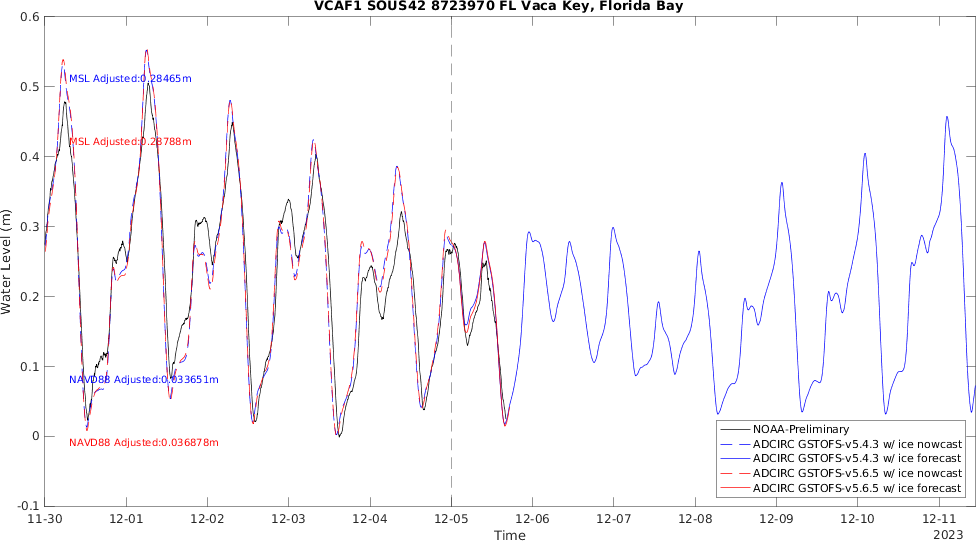 VCAF1 SOUS42 8723970 FL Vaca Key, Florida Bay
Water Level (m)
0.6
0.5
0.4
0.3
0.2
0.1
0
-0.1
MSL Adjusted:0.28465m
MSL Adjusted:0.28788m
NAVD88 Adjusted:0.033651m
NAVD88 Adjusted:0.036878m
NOAA-Preliminary
ADCIRC GSTOFS-v5.4.3 w/ ice nowcast
ADCIRC GSTOFS-v5.4.3 w/ ice forecast
ADCIRC GSTOFS-v5.6.5 w/ ice nowcast
ADCIRC GSTOFS-v5.6.5 w/ ice forecast
11-30 12-01 12-02 12-03 12-04 12-05 12-06 12-07 12-08 12-09 12-10 12-11
Time
2023